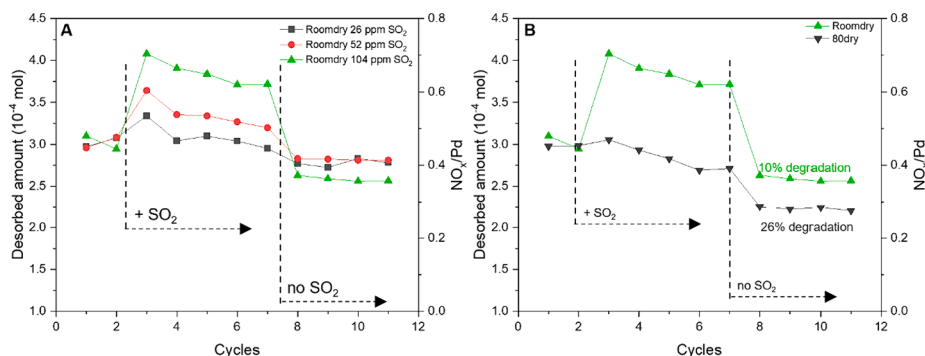 A
Roomdry 26 ppm SO₂
Roomdry 52 ppm SO₂
Roomdry 104 ppm SO₂
Desorbed amount (10⁻⁴ mol)
4.5
4.0
3.5
3.0
2.5
2.0
1.5
1.0
0.8
0.6
0.4
0.2
0.0
NOₓ/Pd
+ SO₂
no SO₂
0 2 4 6 8 10 12
Cycles
B
Roomdry
80dry
Desorbed amount (10⁻⁴ mol)
4.5
4.0
3.5
3.0
2.5
2.0
1.5
1.0
0.8
0.6
0.4
0.2
0.0
NOₓ/Pd
10% degradation
+ SO₂
26% degradation
no SO₂
0 2 4 6 8 10 12
Cycles